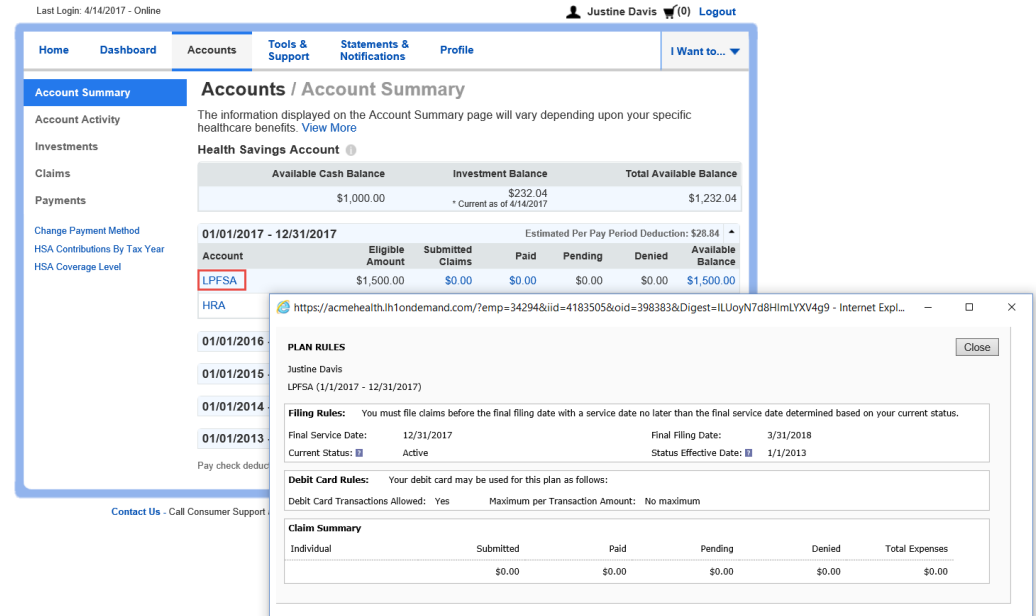 Last Login: 4/14/2017 - Online
Justine Davis (0) Logout
Home Dashboard Accounts Tools & Support Statements & Notifications Profile I Want to...
Account Summary
Account Activity
Investments
Claims
Payments
Change Payment Method
HSA Contributions By Tax Year
HSA Coverage Level
Accounts / Account Summary
The information displayed on the Account Summary page will vary depending upon your specific
healthcare benefits. View More
Health Savings Account
Available Cash Balance Investment Balance Total Available Balance
$1,000.00 $232.04 $1,232.04
* Current as of 4/14/2017
01/01/2017 - 12/31/2017 Estimated Per Pay Period Deduction: $28.84
Account Eligible Amount Submitted Claims Paid Pending Denied Available Balance
LPFSA $1,500.00 $0.00 $0.00 $0.00 $0.00 $1,500.00
HRA
01/01/2016 -
01/01/2015 -
01/01/2014 -
01/01/2013 -
Pay check deduc
Contact Us - Call Consumer Support
https://acmehealth.lh1ondemand.com/?emp=34294&iid=4183505&oid=398383&Digest=ILUoyN7d8HlmLYXV4g9 - Internet Expl...
PLAN RULES
Close
Justine Davis
LPFSA (1/1/2017 - 12/31/2017)
Filing Rules: You must file claims before the final filing date with a service date no later than the final service date determined based on your current status.
Final Service Date: 12/31/2017 Final Filing Date: 3/31/2018
Current Status: ? Active Status Effective Date: ? 1/1/2013
Debit Card Rules: Your debit card may be used for this plan as follows:
Debit Card Transactions Allowed: Yes Maximum per Transaction Amount: No maximum
Claim Summary
Individual Submitted Paid Pending Denied Total Expenses
$0.00 $0.00 $0.00 $0.00 $0.00